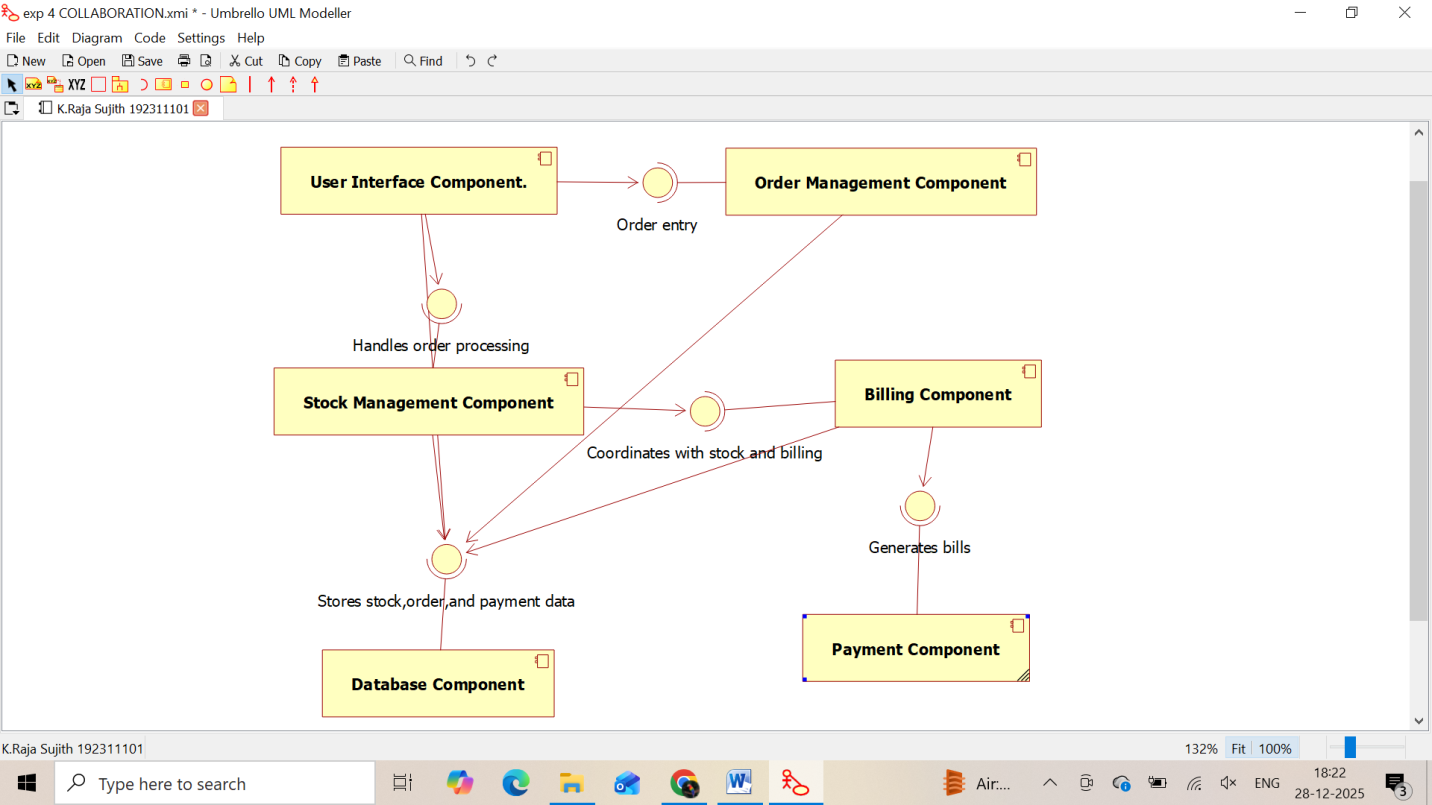 exp 4 COLLABORATION.xmi * - Umbrello UML Modeller
File Edit Diagram Code Settings Help
New Open Save Cut Copy Paste Find
XYZ XYZ
K.Raja Sujith 192311101
User Interface Component.
Order Management Component
Order entry
Handles order processing
Stock Management Component
Billing Component
Coordinates with stock and billing
Generates bills
Stores stock,order,and payment data
Payment Component
Database Component
K.Raja Sujith 192311101
132% Fit 100%
Type here to search
Air:...
ENG
18:22
28-12-2025
3